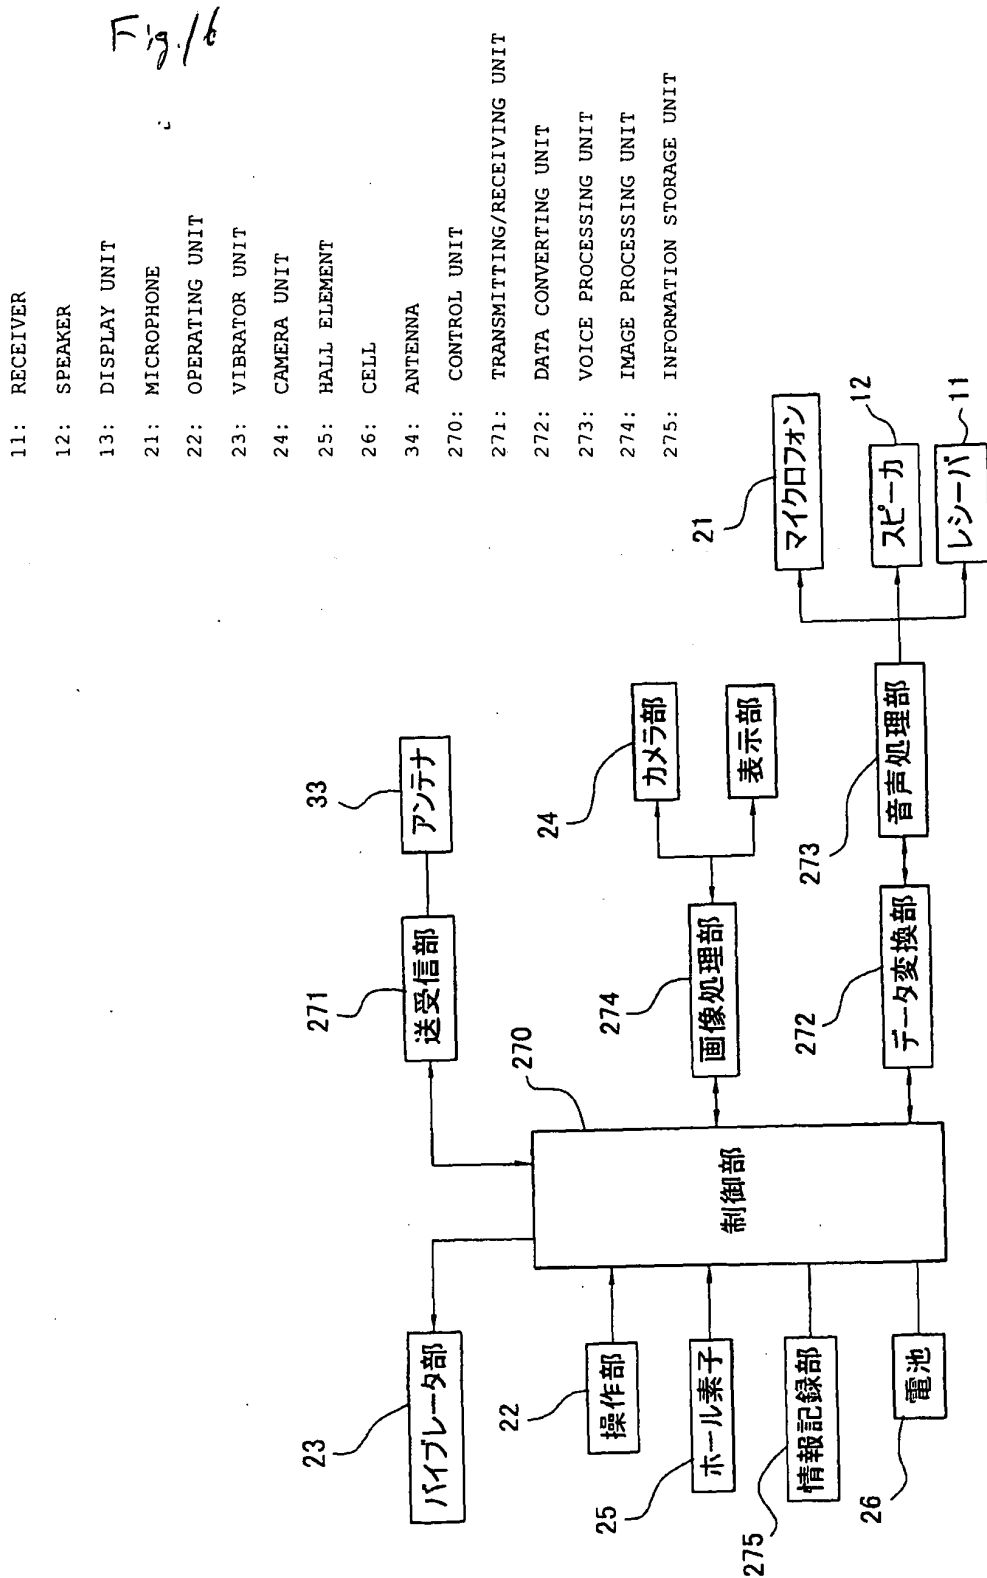 Fig. 16
11: RECEIVER
12: SPEAKER
13: DISPLAY UNIT
21: MICROPHONE
22: OPERATING UNIT
23: VIBRATOR UNIT
24: CAMERA UNIT
25: HALL ELEMENT
26: CELL
34: ANTENNA
270: CONTROL UNIT
271: TRANSMITTING/RECEIVING UNIT
272: DATA CONVERTING UNIT
273: VOICE PROCESSING UNIT
274: IMAGE PROCESSING UNIT
275: INFORMATION STORAGE UNIT
23
バイブレータ部
271
送受信部
33
アンテナ
22
操作部
25
ホール素子
275
情報記録部
26
電池
270
制御部
274
画像処理部
24
カメラ部
表示部
272
データ変換部
273
音声処理部
21
マイクロフォン
12
スピーカ
11
レシーバ